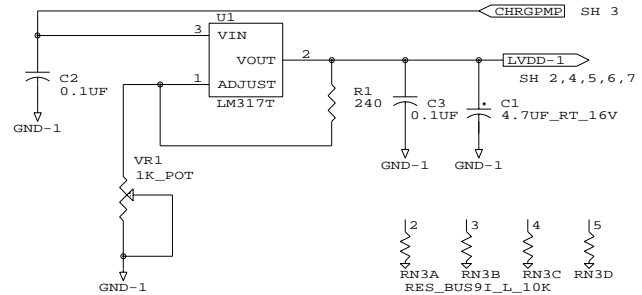 U1
CHRGPMP SH 3
3 VIN
VOUT 2 LVDD-1
SH 2,4,5,6,7
1 ADJUST
LM317T
C2
0.1UF
GND-1
R1
240
C3
0.1UF
C1
4.7UF_RT_16V
GND-1
GND-1
VR1
1K_POT
GND-1
2 3 4 5
RN3A RN3B RN3C RN3D
RES_BUS9I_L_10K